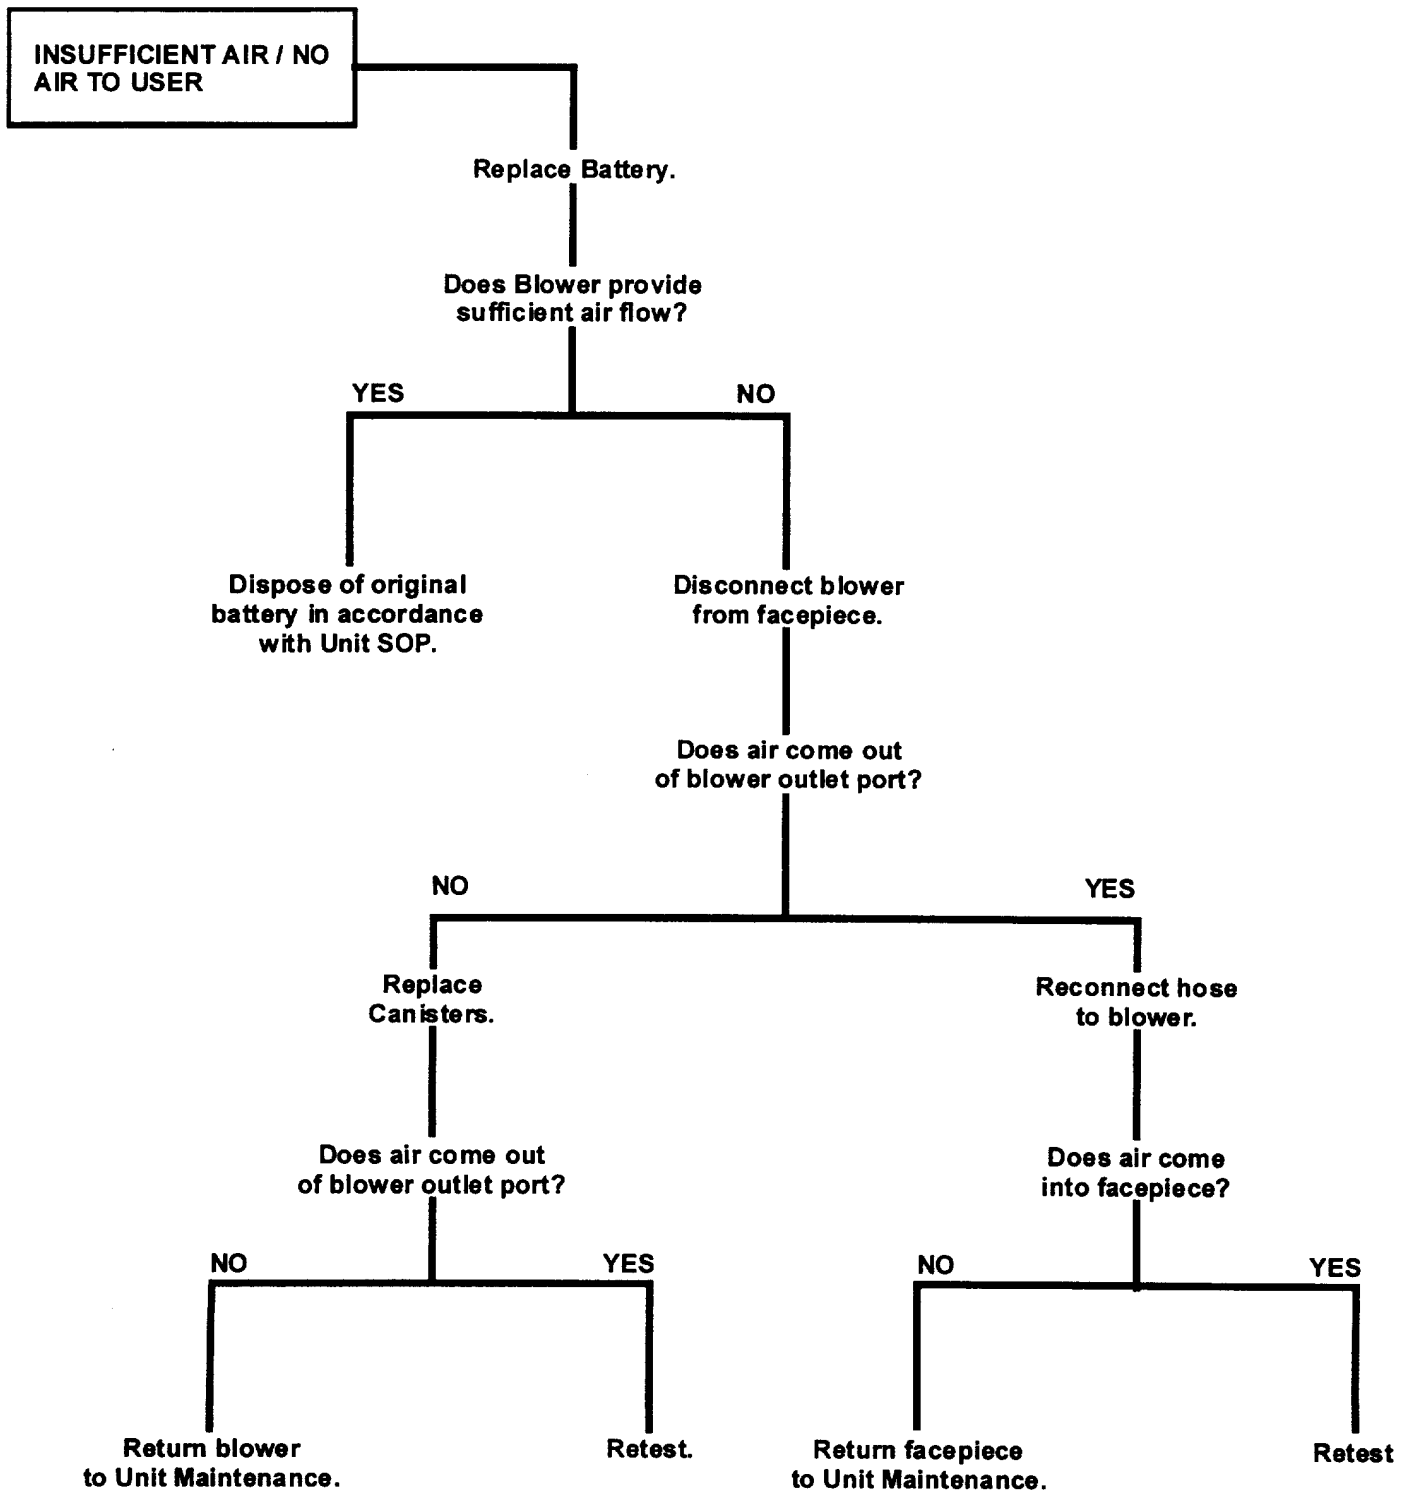 INSUFFICIENT AIR / NO
AIR TO USER
Replace Battery.
Does Blower provide
sufficient air flow?
YES
NO
Dispose of original
battery in accordance
with Unit SOP.
Disconnect blower
from facepiece.
Does air come out
of blower outlet port?
NO
YES
Replace
Canisters.
Reconnect hose
to blower.
Does air come out
of blower outlet port?
Does air come
into facepiece?
NO
YES
NO
YES
Return blower
to Unit Maintenance.
Retest.
Return facepiece
to Unit Maintenance.
Retest